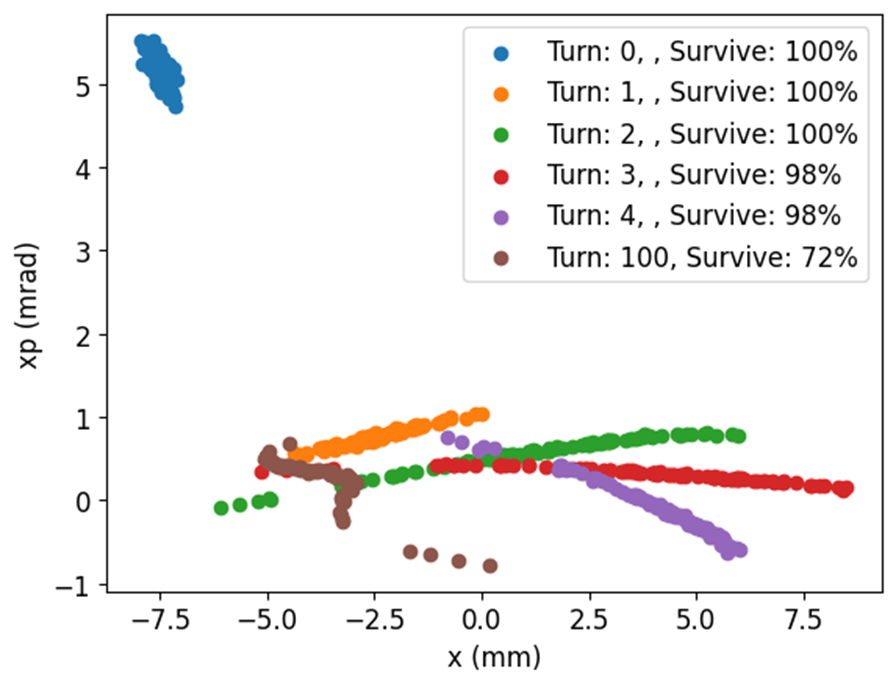 Turn: 0, , Survive: 100%
Turn: 1, , Survive: 100%
Turn: 2, , Survive: 100%
Turn: 3, , Survive: 98%
Turn: 4, , Survive: 98%
Turn: 100, Survive: 72%
xp (mrad)
5
4
3
2
1
0
−1
−7.5 −5.0 −2.5 0.0 2.5 5.0 7.5
x (mm)